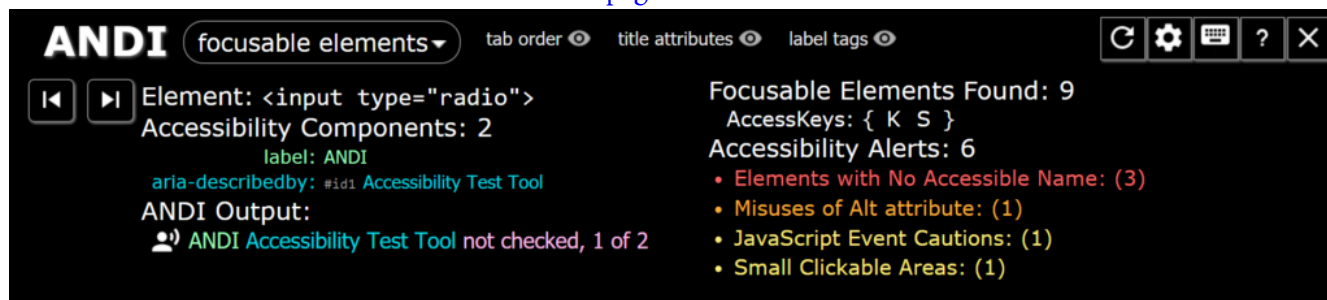 ANDI focusable elements tab order title attributes label tags ?
Element: <input type="radio">
Accessibility Components: 2
label: ANDI
aria-describedby: #id1 Accessibility Test Tool
ANDI Output:
ANDI Accessibility Test Tool not checked, 1 of 2
Focusable Elements Found: 9
AccessKeys: { K S }
Accessibility Alerts: 6
• Elements with No Accessible Name: (3)
• Misuses of Alt attribute: (1)
• JavaScript Event Cautions: (1)
• Small Clickable Areas: (1)